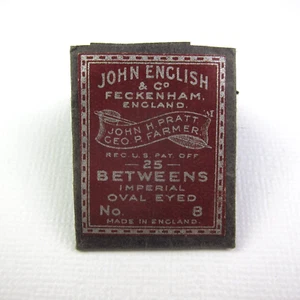 JOHN ENGLISH
& Co
FECKENHAM.
ENGLAND.
JOHN H. PRATT
GEO. P. FARMER.
REG. U.S. PAT. OFF
25
BETWEENS
IMPERIAL
OVAL EYED
No. 8
MADE IN ENGLAND.